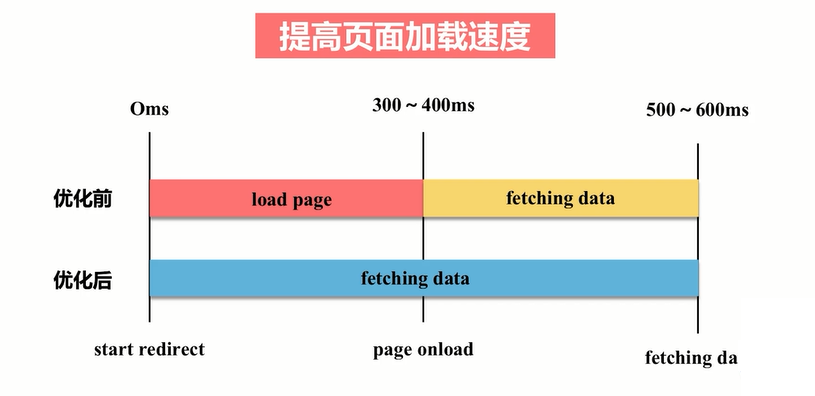 提高页面加载速度
Oms
300～400ms
500～600ms
优化前
load page
fetching data
优化后
fetching data
start redirect
page onload
fetching da